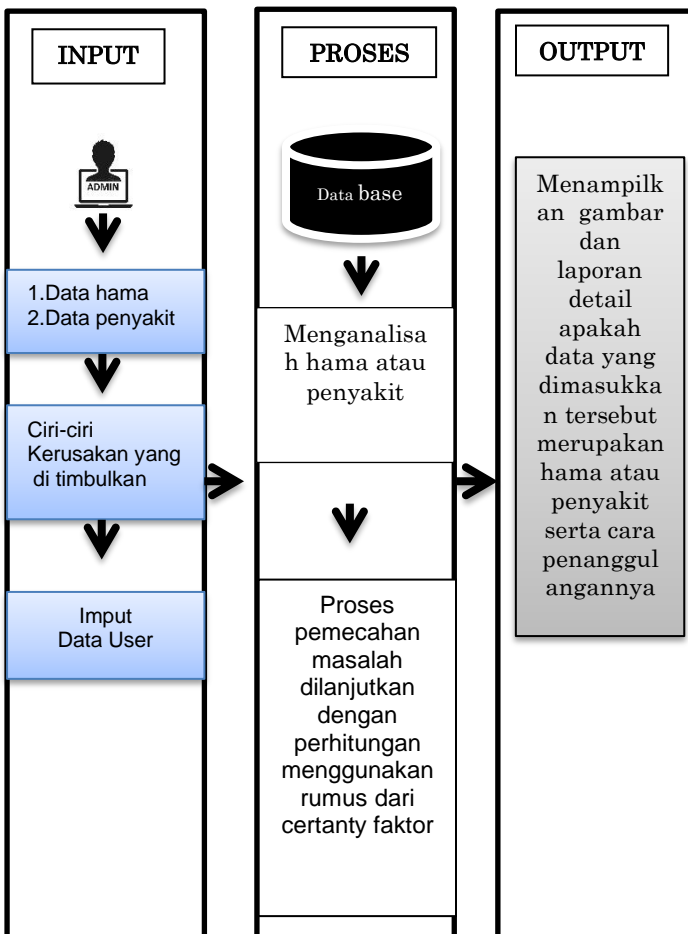 INPUT
ADMIN
1.Data hama
2.Data penyakit
Ciri-ciri
Kerusakan yang
di timbulkan
Imput
Data User
PROSES
Data base
Menganalisa
h hama atau
penyakit
Proses
pemecahan
masalah
dilanjutkan
dengan
perhitungan
menggunakan
rumus dari
certanty faktor
OUTPUT
Menampilk
an gambar
dan
laporan
detail
apakah
data yang
dimasukka
n tersebut
merupakan
hama atau
penyakit
serta cara
penanggul
angannya